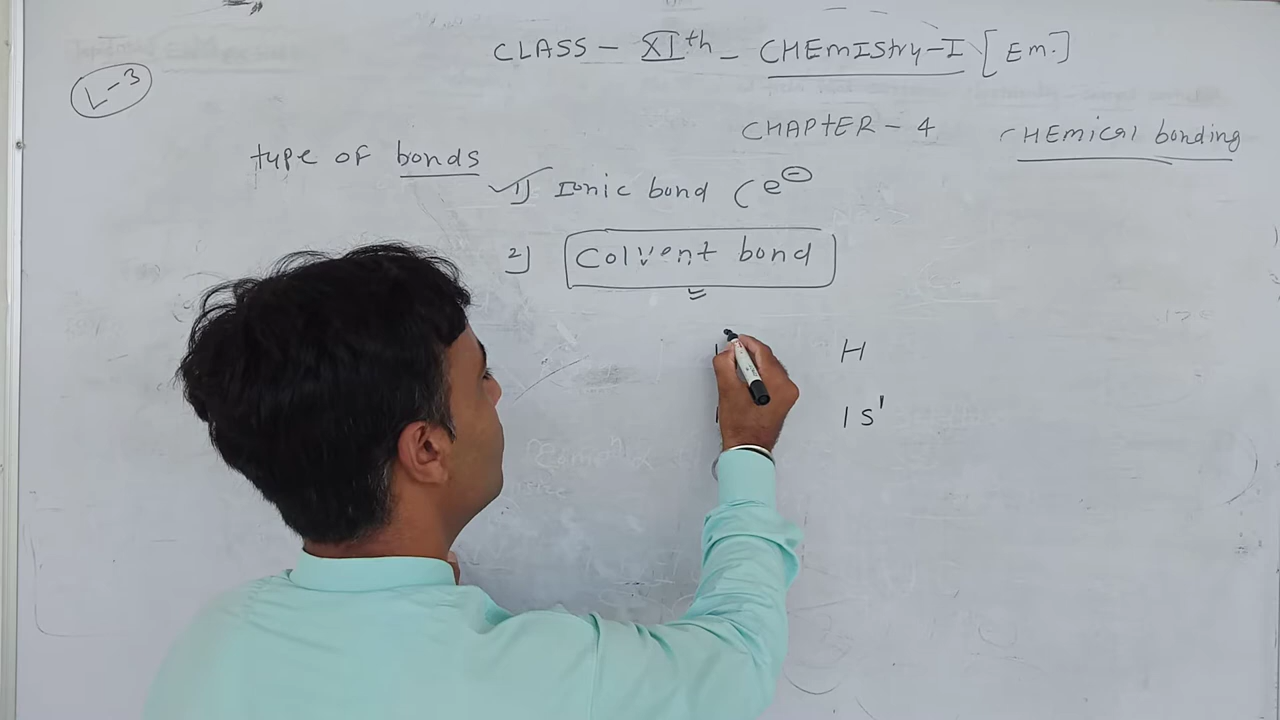 CLASS - XIth - CHEMIStry-I [Em.]
L-3
CHAPtER - 4 CHEmical bonding
type of bonds
1) Ionic bond (e⊖
2) Colvent bond
H
1s'